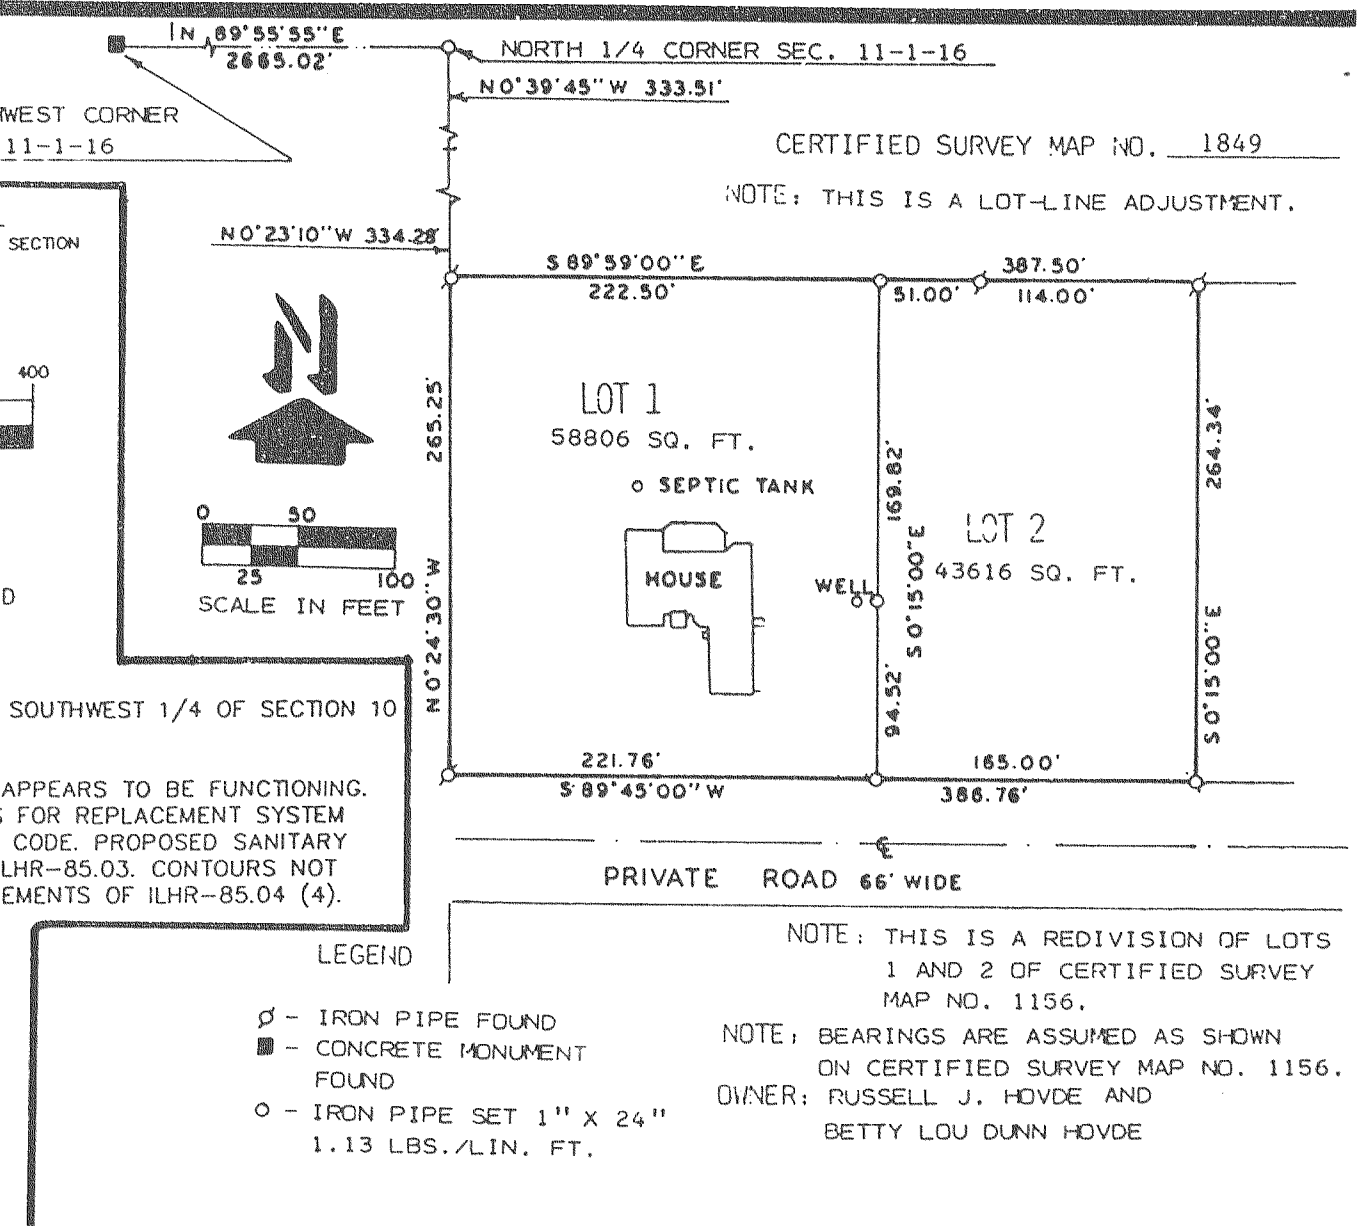 N 89°55'55"E
2665.02'
NORTH 1/4 CORNER SEC. 11-1-16
N 0°39'45"W 333.51'
CORNER
11-1-16
CERTIFIED SURVEY MAP NO. 1849
NOTE: THIS IS A LOT-LINE ADJUSTMENT.
SECTION
N 0°23'10"W 334.28'
S 89°59'00"E
222.50'
387.50'
51.00'
114.00'
400
265.25'
N 0°24'30"W
LOT 1
58806 SQ. FT.
SEPTIC TANK
HOUSE
WELL
169.82'
S 0°15'00"E
94.52'
LOT 2
43616 SQ. FT.
264.34'
S 0°15'00"E
0 50
25 100
SCALE IN FEET
D
SOUTHWEST 1/4 OF SECTION 10
221.76'
S 89°45'00"W
165.00'
386.76'
APPEARS TO BE FUNCTIONING.
FOR REPLACEMENT SYSTEM
CODE. PROPOSED SANITARY
LHR-85.03. CONTOURS NOT
EMENTS OF ILHR-85.04 (4).
PRIVATE ROAD 66' WIDE
LEGEND
Ø - IRON PIPE FOUND
■ - CONCRETE MONUMENT
FOUND
O - IRON PIPE SET 1" X 24"
1.13 LBS./LIN. FT.
NOTE: THIS IS A REDIVISION OF LOTS
1 AND 2 OF CERTIFIED SURVEY
MAP NO. 1156.
NOTE: BEARINGS ARE ASSUMED AS SHOWN
ON CERTIFIED SURVEY MAP NO. 1156.
OWNER: RUSSELL J. HOVDE AND
BETTY LOU DUNN HOVDE